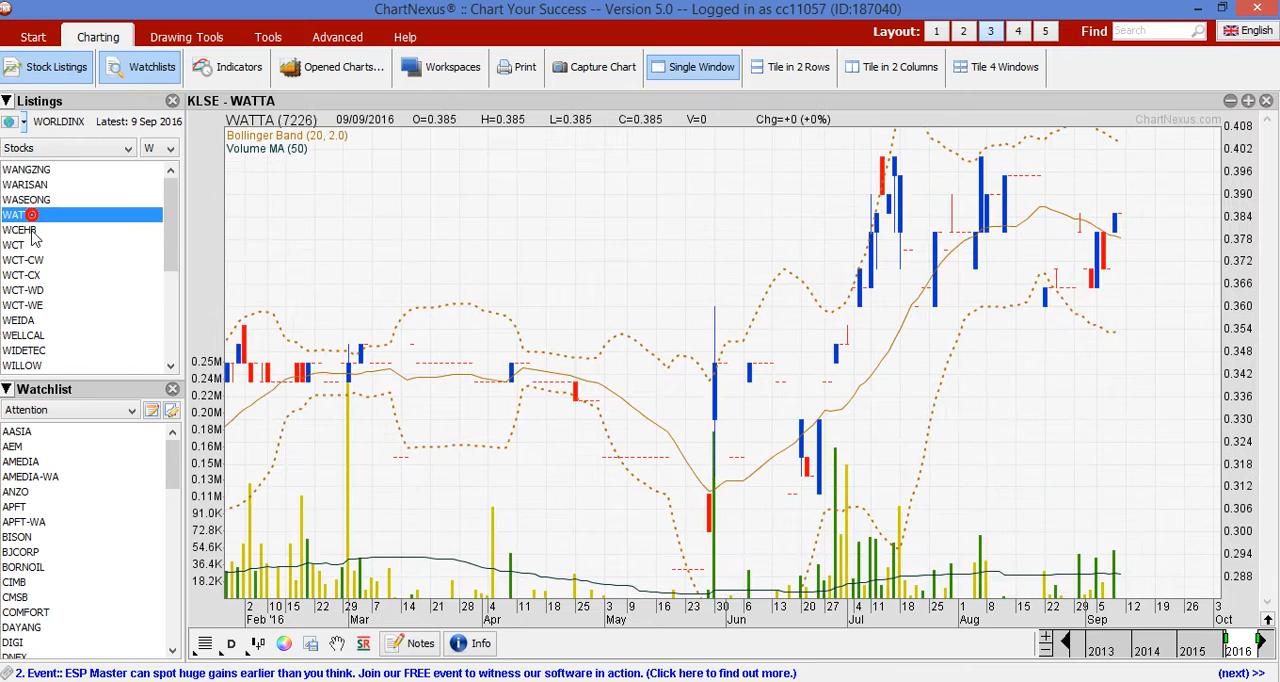 ChartNexus® :: Chart Your Success -- Version 5.0 -- Logged in as cc11057 (ID:187040)
Start Charting Drawing Tools Tools Advanced Help Layout: 1 2 3 4 5 Find Search English
Stock Listings Watchlists Indicators Opened Charts... Workspaces Print Capture Chart Single Window Tile in 2 Rows Tile in 2 Columns Tile 4 Windows
Listings
WORLDINX Latest: 9 Sep 2016
Stocks W
WANGZNG
WARISAN
WASEONG
WAT
WCEHR
WCT
WCT-CW
WCT-CX
WCT-WD
WCT-WE
WEIDA
WELLCAL
WIDETEC
WILLOW
Watchlist
Attention
AASIA
AEM
AMEDIA
AMEDIA-WA
ANZO
APFT
APFT-WA
BISON
BJCORP
BORNOIL
CIMB
CMSB
COMFORT
DAYANG
DIGI
KLSE - WATTA
WATTA (7226) 09/09/2016 O=0.385 H=0.385 L=0.385 C=0.385 V=0 Chg=+0 (+0%) ChartNexus.com
Bollinger Band (20, 2.0)
Volume MA (50)
0.408
0.402
0.396
0.390
0.384
0.378
0.372
0.366
0.360
0.354
0.348
0.342
0.336
0.330
0.324
0.318
0.312
0.306
0.300
0.294
0.288
0.25M
0.24M
0.22M
0.20M
0.18M
0.16M
0.15M
0.13M
0.11M
91.0K
72.8K
54.6K
36.4K
18.2K
2 10 15 22 29 7 14 21 28 4 11 18 25 3 9 16 23 30 6 13 20 27 4 11 18 25 1 8 15 22 29 5 12 19 26 3
Feb '16 Mar Apr May Jun Jul Aug Sep Oct
D SR Notes Info 2013 2014 2015 2016
2. Event:: ESP Master can spot huge gains earlier than you think. Join our FREE event to witness our software in action. (Click here to find out more.) (next) >>